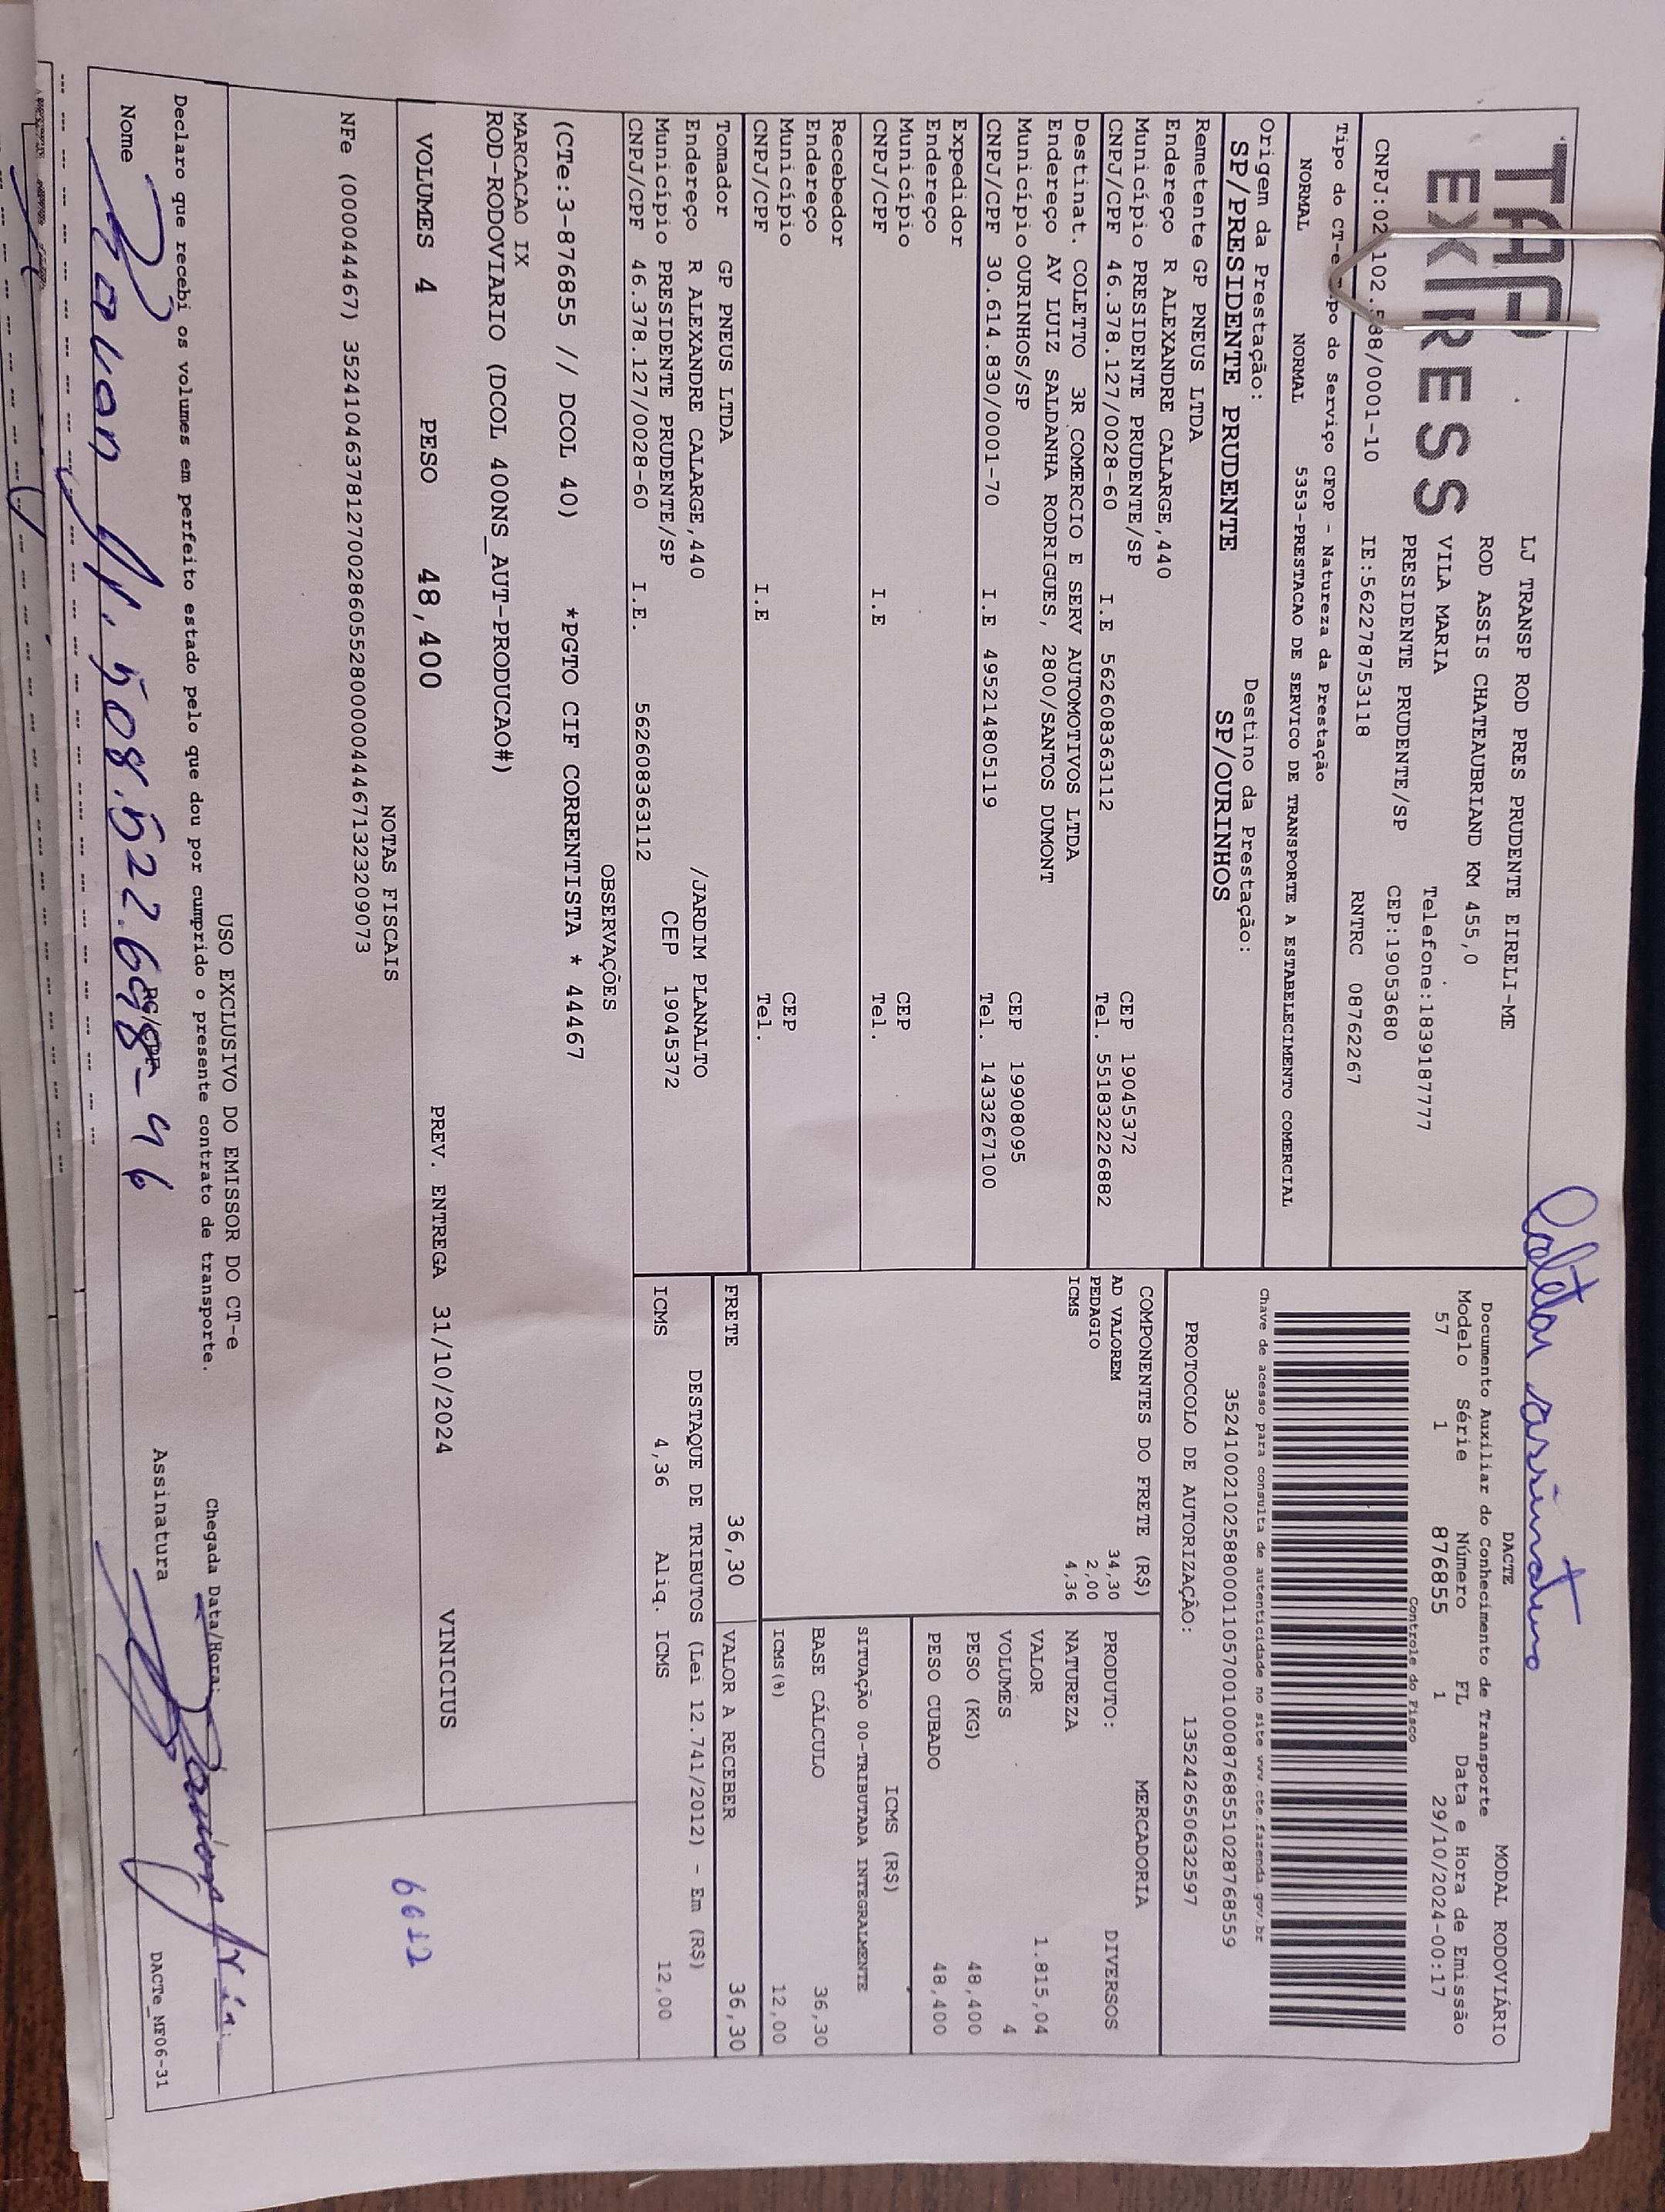 Coletar assinatura
TAP
EXPRESS
LJ TRANSP ROD PRES PRUDENTE EIRELI-ME
ROD ASSIS CHATEAUBRIAND KM 455,0
VILA MARIA
Telefone:1839187777
PRESIDENTE PRUDENTE/SP
CEP:19053680
IE:562278753118
RNTRC 08762267
DACTE
MODAL RODOVIÁRIO
Documento Auxiliar do Conhecimento de Transporte
Modelo Série Número FL Data e Hora de Emissão
57 1 876855 1 29/10/2024-00:17
Controle do Fisco
Tipo do CT-e Tipo do Serviço CFOP - Natureza da Prestação
NORMAL NORMAL 5353-PRESTACAO DE SERVICO DE TRANSPORTE A ESTABELECIMENTO COMERCIAL
Chave de acesso para consulta de autenticidade no site www.cte.fazenda.gov.br
Origem da Prestação: Destino da Prestação:
SP/PRESIDENTE PRUDENTE SP/OURINHOS
PROTOCOLO DE AUTORIZAÇÃO: 135242650632597
Remetente GP PNEUS LTDA
Endereço R ALEXANDRE CALARGE,440
Município PRESIDENTE PRUDENTE/SP CEP 19045372
CNPJ/CPF 46.378.127/0028-60 I.E 562608363112 Tel. 551832226882
Destinat. COLETTO 3R COMERCIO E SERV AUTOMOTIVOS LTDA
Endereço AV LUIZ SALDANHA RODRIGUES, 2800/SANTOS DUMONT
Município OURINHOS/SP CEP 19908095
CNPJ/CPF 30.614.830/0001-70 I.E 495214805119 Tel. 1433267100
Expedidor
Endereço
Município CEP
CNPJ/CPF I.E Tel.
Recebedor
Endereço
Município CEP
CNPJ/CPF I.E Tel.
Tomador GP PNEUS LTDA
Endereço R ALEXANDRE CALARGE,440 /JARDIM PLANALTO
Município PRESIDENTE PRUDENTE/SP CEP 19045372
CNPJ/CPF 46.378.127/0028-60 I.E. 562608363112
COMPONENTES DO FRETE (R$)
AD VALOREM 34,30
PEDAGIO 2,00
ICMS 4,36
MERCADORIA
PRODUTO: DIVERSOS
NATUREZA
VALOR 1.815,04
VOLUMES 4
PESO (KG) 48,400
PESO CUBADO 48,400
ICMS (R$)
SITUAÇÃO 00-TRIBUTADA INTEGRALMENTE
BASE CÁLCULO 36,30
ICMS(%) 12,00
FRETE 36,30 VALOR A RECEBER 36,30
DESTAQUE DE TRIBUTOS (Lei 12.741/2012) - Em (R$)
ICMS 4,36 Aliq. ICMS 12,00
OBSERVAÇÕES
(CTe:3-876855 // DCOL 40) *PGTO CIF CORRENTISTA * 44467
MARCACAO IX
ROD-RODOVIARIO (DCOL 400NS_AUT-PRODUCAO#)
VOLUMES 4 PESO 48,400 PREV. ENTREGA 31/10/2024 VINICIUS
6612
NOTAS FISCAIS
NFe (000044467) 35241046378127002860552800000444671323209073
USO EXCLUSIVO DO EMISSOR DO CT-e
Declaro que recebi os volumes em perfeito estado pelo que dou por cumprido o presente contrato de transporte.
Chegada Data/Hora:
Nome RG/CPF Assinatura
508.522.698-46
DACTe_MF06-31